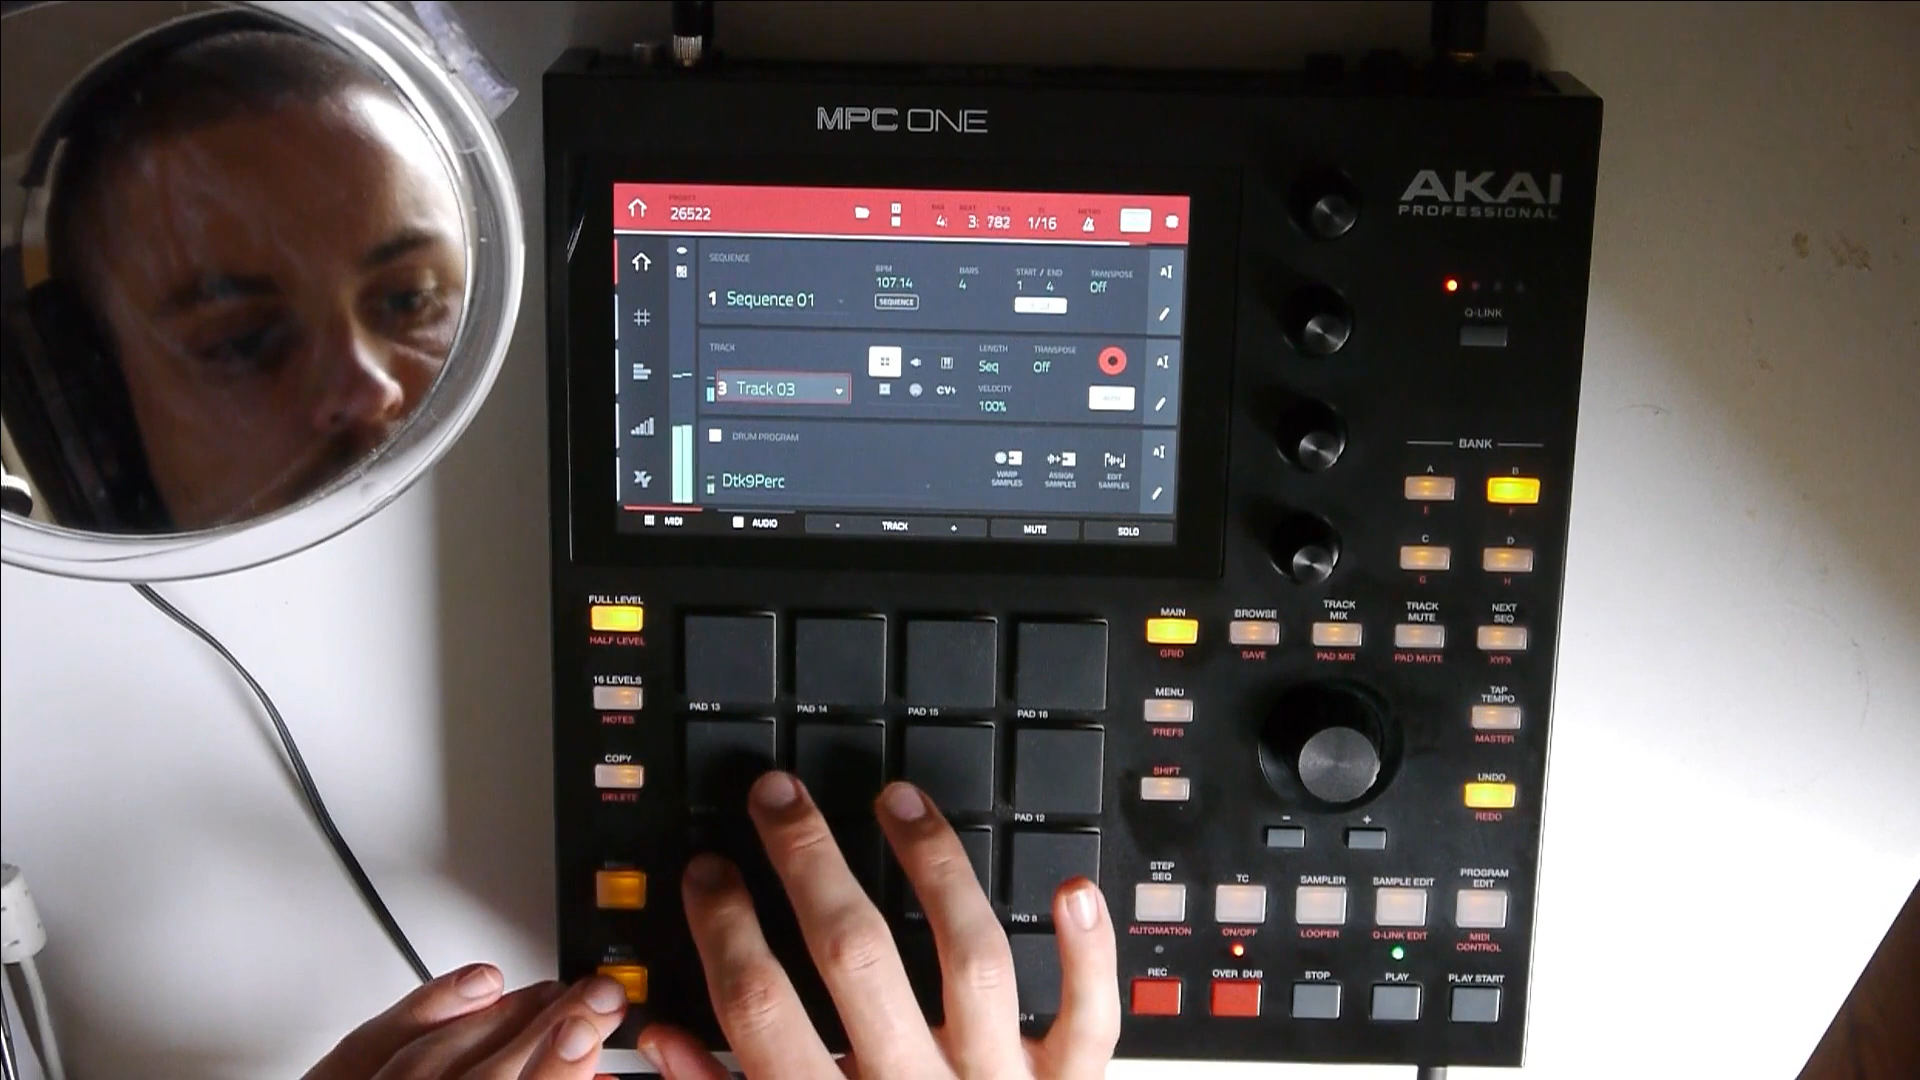 MPC ONE
AKAI
PROFESSIONAL
PROJECT
26522
BAR BEAT TICK
4: 3: 782
1/16
SEQUENCE
1 Sequence 01
BPM
107.14
SEQUENCE
BARS
4
START / END
1 4
TRANSPOSE
Off
TRACK
3 Track 03
CV
LENGTH
Seq
TRANSPOSE
Off
VELOCITY
100%
DRUM PROGRAM
Dtk9Perc
WARP SAMPLES
ASSIGN SAMPLES
EDIT SAMPLES
MIDI
AUDIO
- TRACK +
MUTE
SOLO
Q-LINK
BANK
A B
E F
C D
G H
FULL LEVEL
HALF LEVEL
16 LEVELS
NOTES
COPY
DELETE
PAD 13
PAD 14
PAD 15
PAD 16
PAD 12
PAD 8
MAIN
GRID
BROWSE
SAVE
TRACK MIX
PAD MIX
TRACK MUTE
PAD MUTE
NEXT SEQ
XYFX
MENU
PREFS
TAP TEMPO
MASTER
SHIFT
UNDO
REDO
- +
STEP SEQ
AUTOMATION
TC
ON/OFF
SAMPLER
LOOPER
SAMPLE EDIT
Q-LINK EDIT
PROGRAM EDIT
MIDI CONTROL
REC
OVER DUB
STOP
PLAY
PLAY START